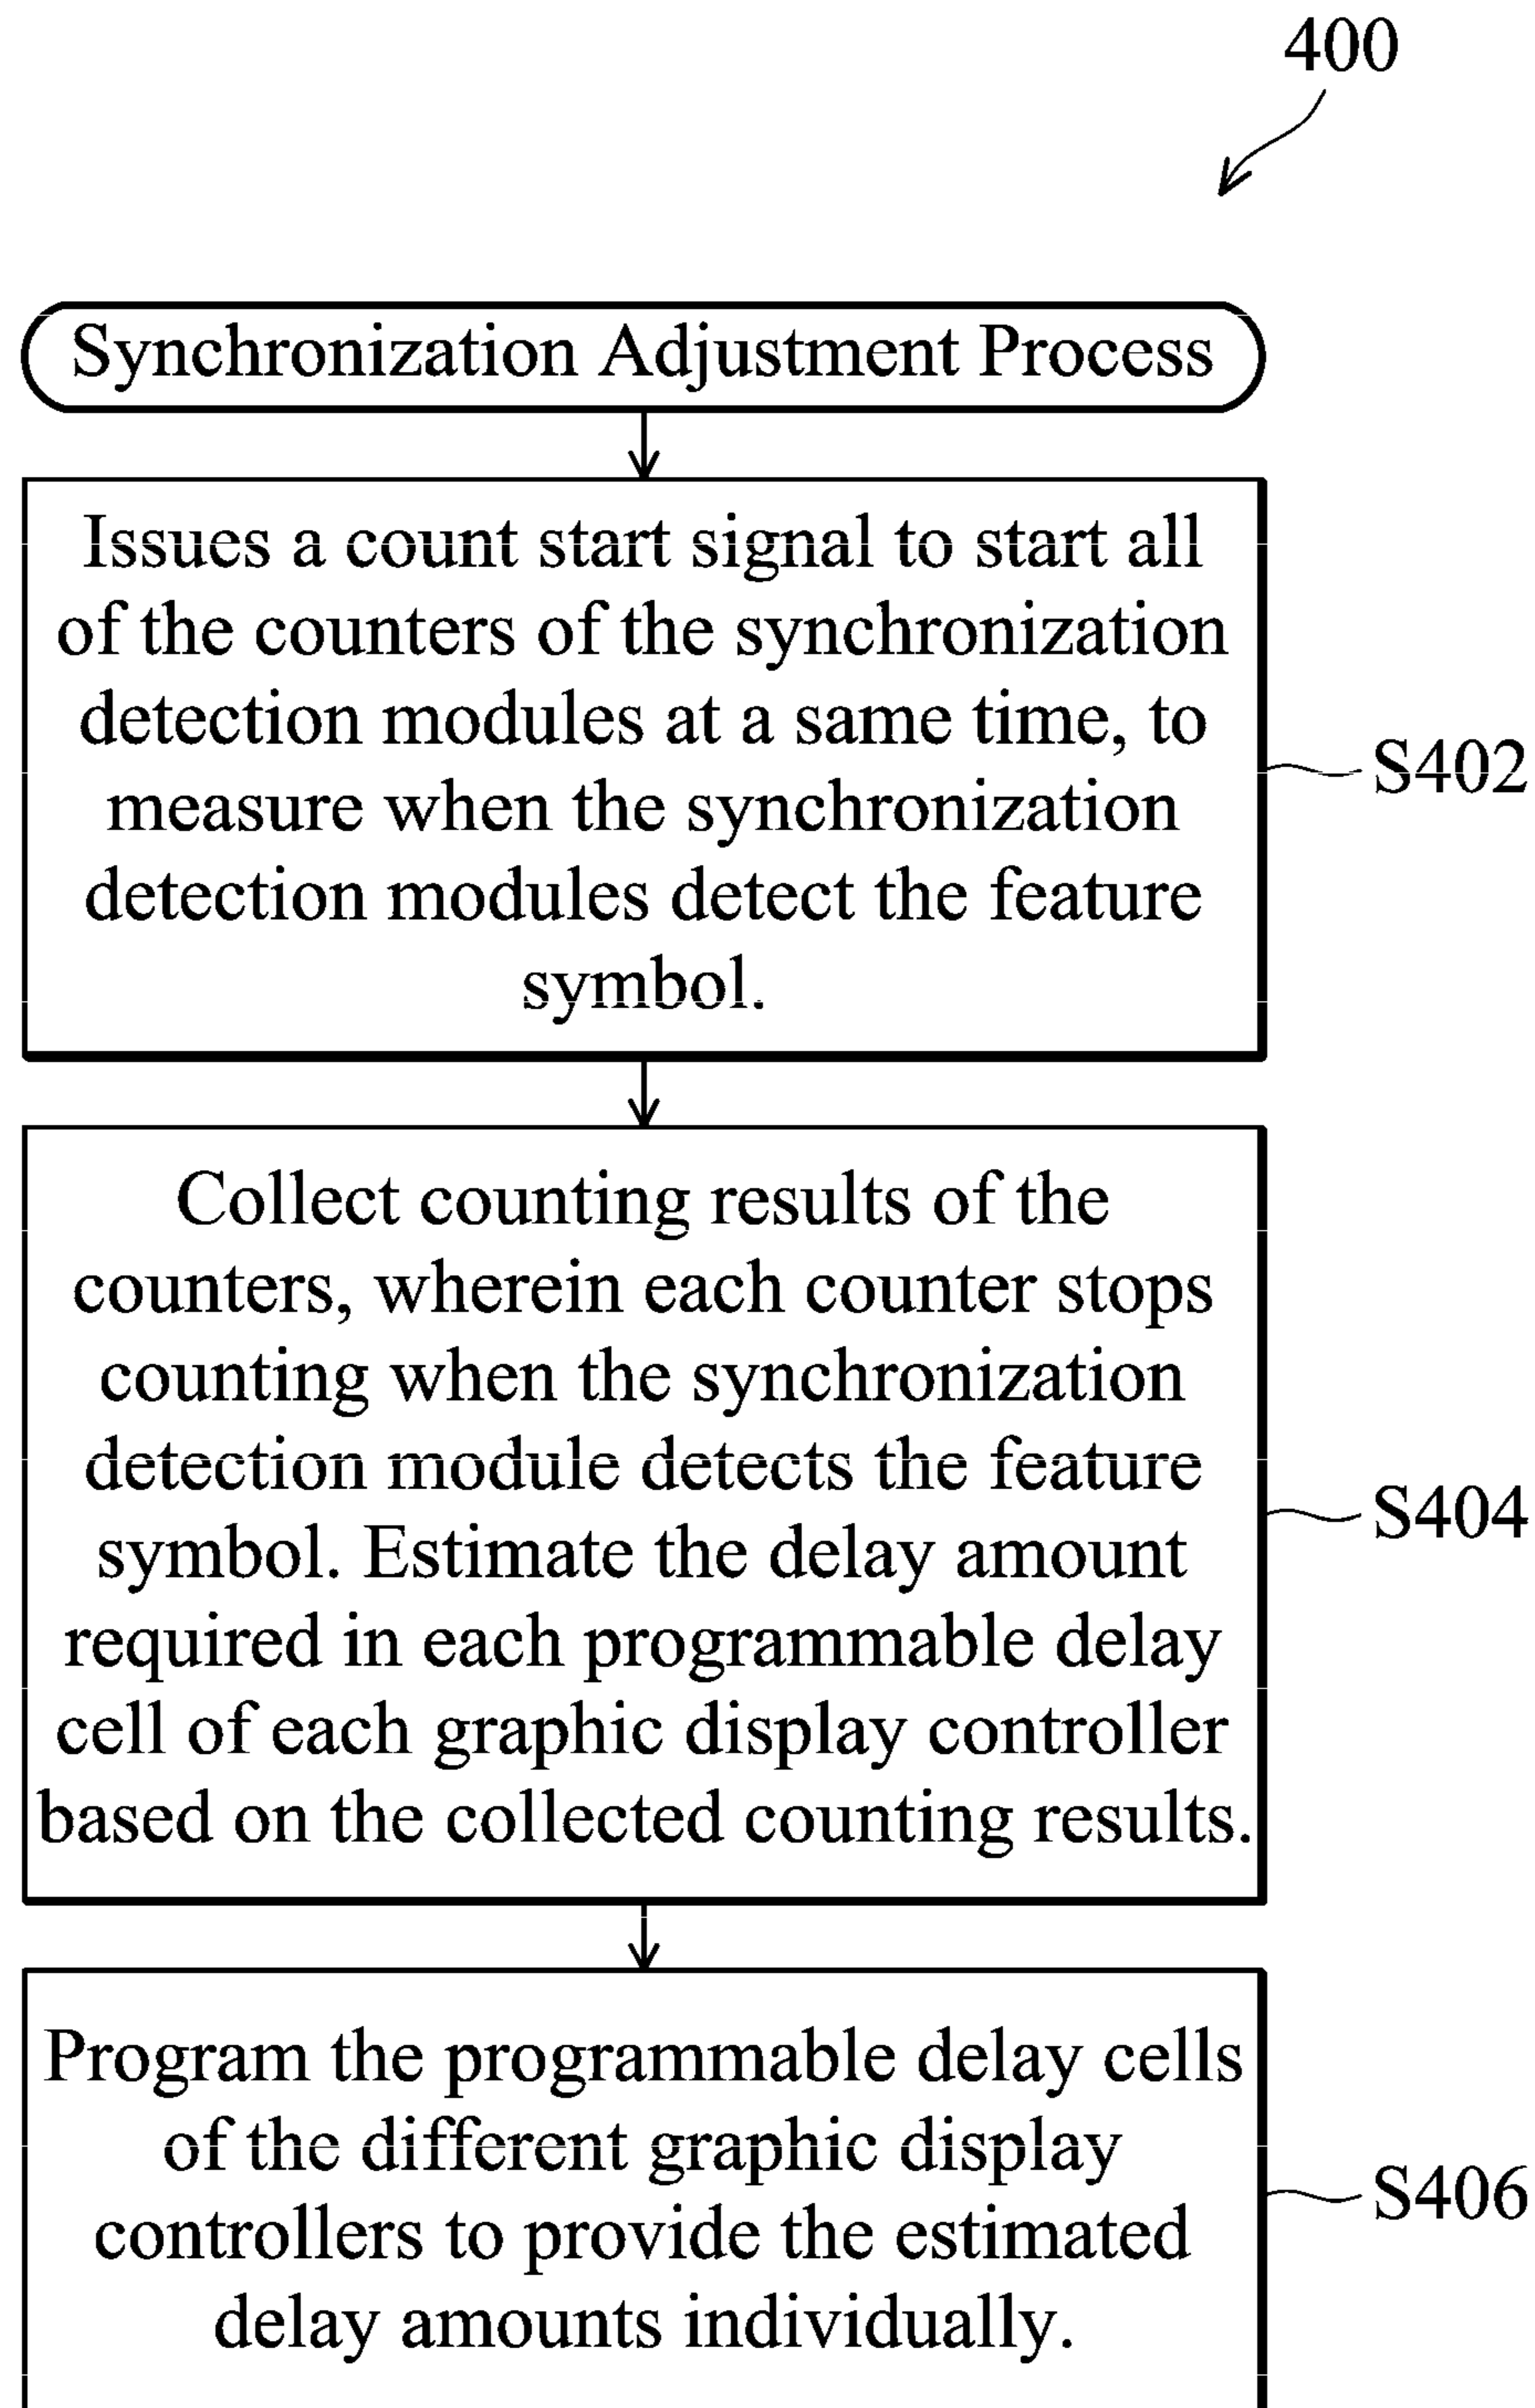 400
Synchronization Adjustment Process
Issues a count start signal to start all
of the counters of the synchronization
detection modules at a same time, to
measure when the synchronization
detection modules detect the feature
symbol.
S402
Collect counting results of the
counters, wherein each counter stops
counting when the synchronization
detection module detects the feature
symbol. Estimate the delay amount
required in each programmable delay
cell of each graphic display controller
based on the collected counting results.
S404
Program the programmable delay cells
of the different graphic display
controllers to provide the estimated
delay amounts individually.
S406